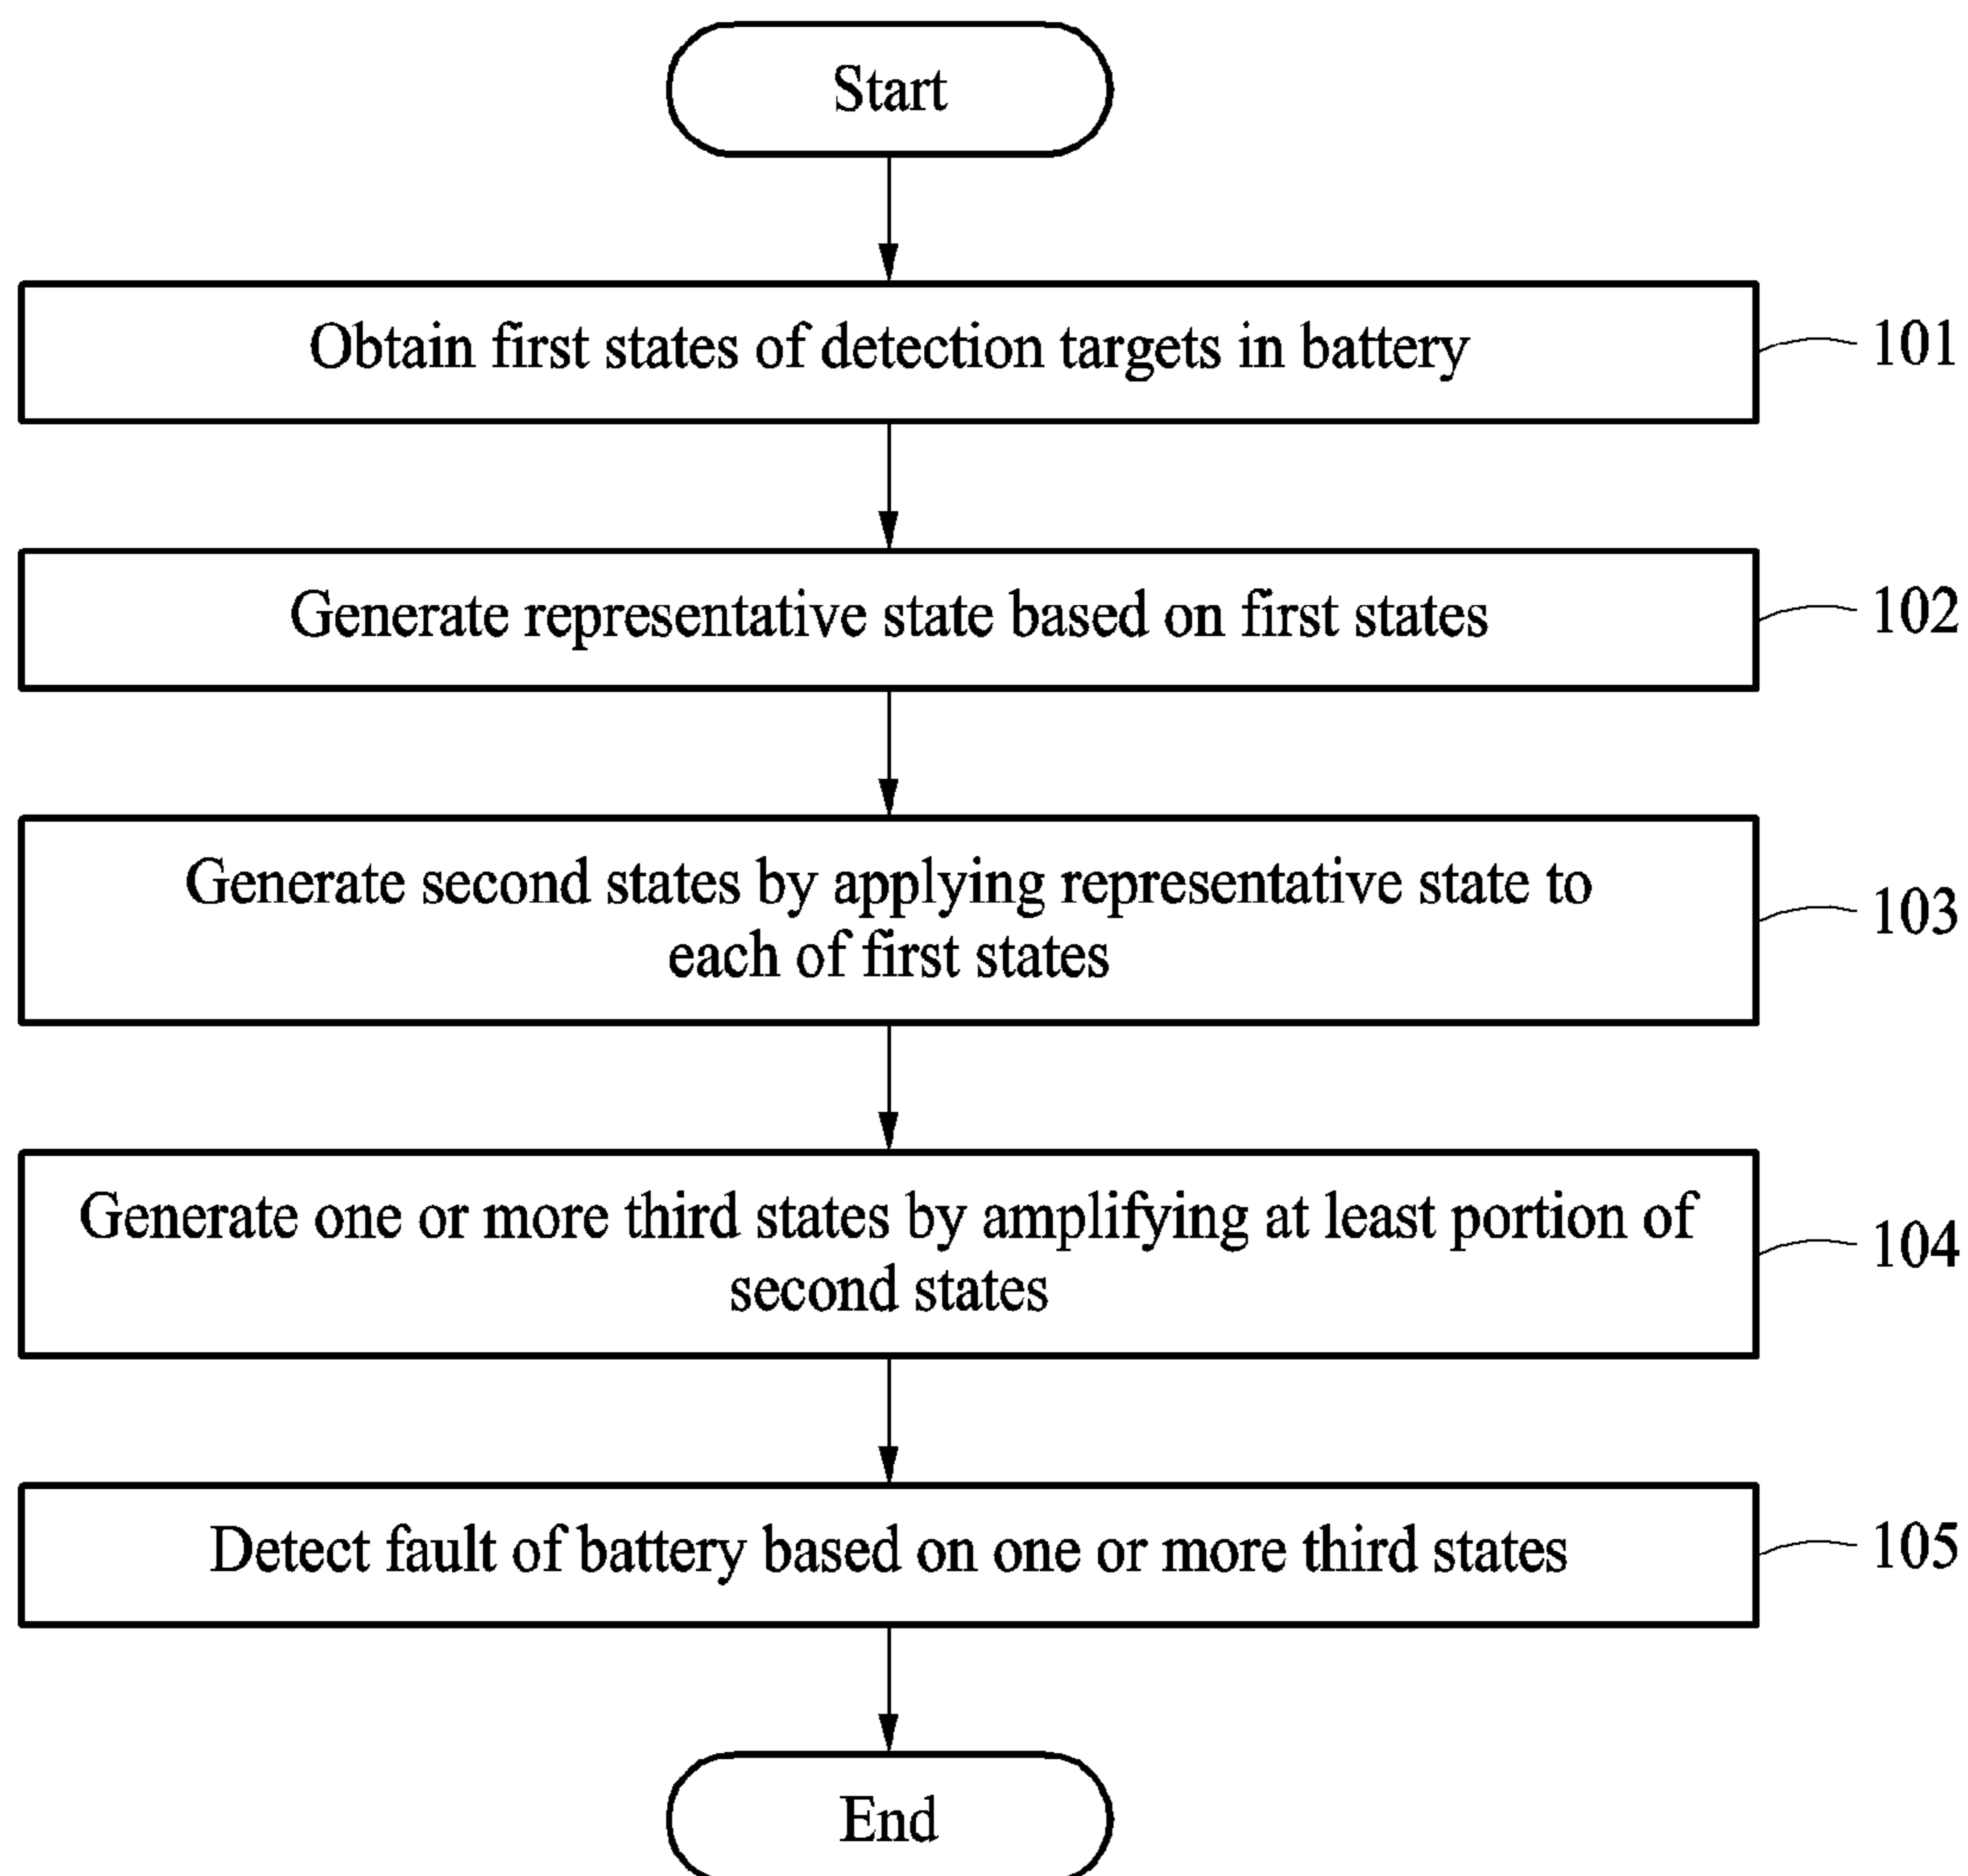 Start
Obtain first states of detection targets in battery
101
Generate representative state based on first states
102
Generate second states by applying representative state to
each of first states
103
Generate one or more third states by amplifying at least portion of
second states
104
Detect fault of battery based on one or more third states
105
End